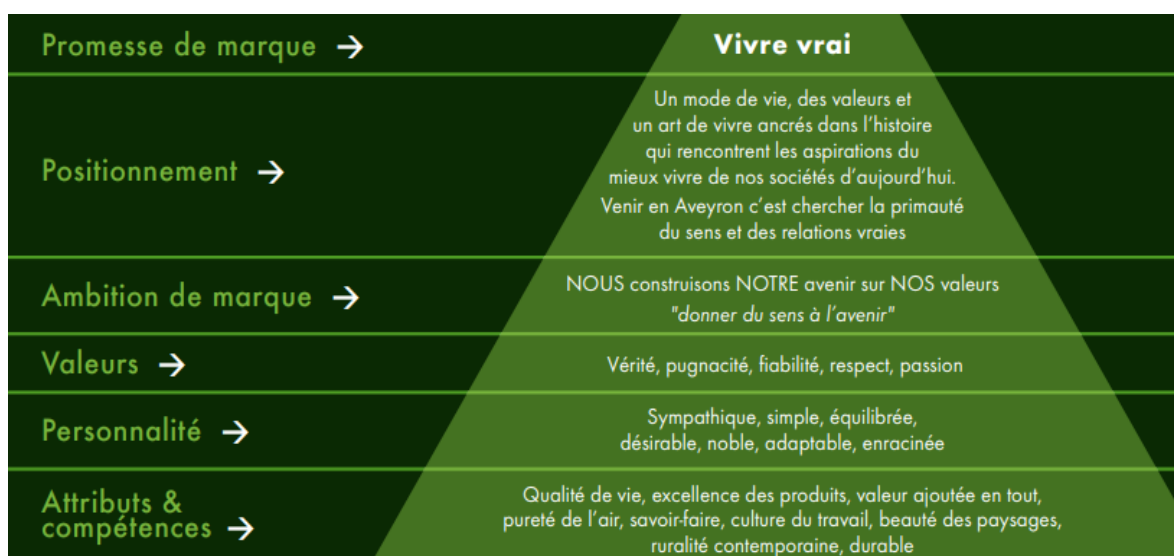 Promesse de marque →
Vivre vrai
Positionnement →
Un mode de vie, des valeurs et
un art de vivre ancrés dans l'histoire
qui rencontrent les aspirations du
mieux vivre de nos sociétés d'aujourd'hui.
Venir en Aveyron c'est chercher la primauté
du sens et des relations vraies
Ambition de marque →
NOUS construisons NOTRE avenir sur NOS valeurs
"donner du sens à l'avenir"
Valeurs →
Vérité, pugnacité, fiabilité, respect, passion
Personnalité →
Sympathique, simple, équilibrée,
désirable, noble, adaptable, enracinée
Attributs &
compétences →
Qualité de vie, excellence des produits, valeur ajoutée en tout,
pureté de l'air, savoir-faire, culture du travail, beauté des paysages,
ruralité contemporaine, durable